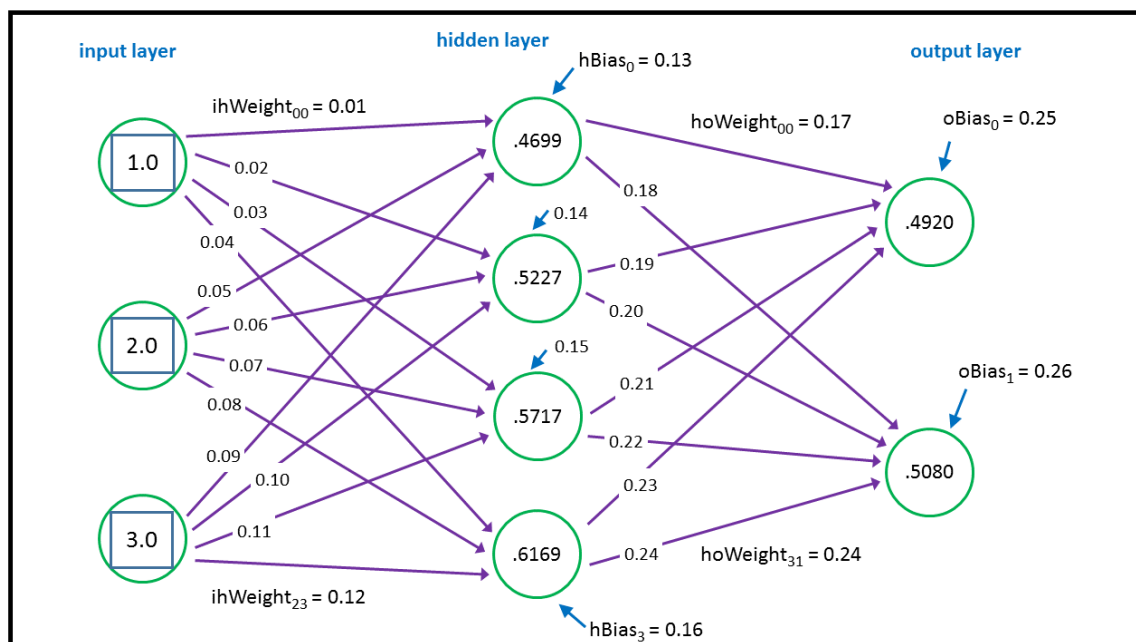 input layer
hidden layer
output layer
hBias0 = 0.13
ihWeight00 = 0.01
hoWeight00 = 0.17
oBias0 = 0.25
1.0
.4699
0.02
0.18
0.03
0.14
.4920
0.04
.5227
0.19
0.05
0.20
2.0
0.06
0.15
0.07
0.21
oBias1 = 0.26
0.08
.5717
0.22
0.09
.5080
0.10
0.23
0.11
3.0
.6169
0.24
hoWeight31 = 0.24
ihWeight23 = 0.12
hBias3 = 0.16